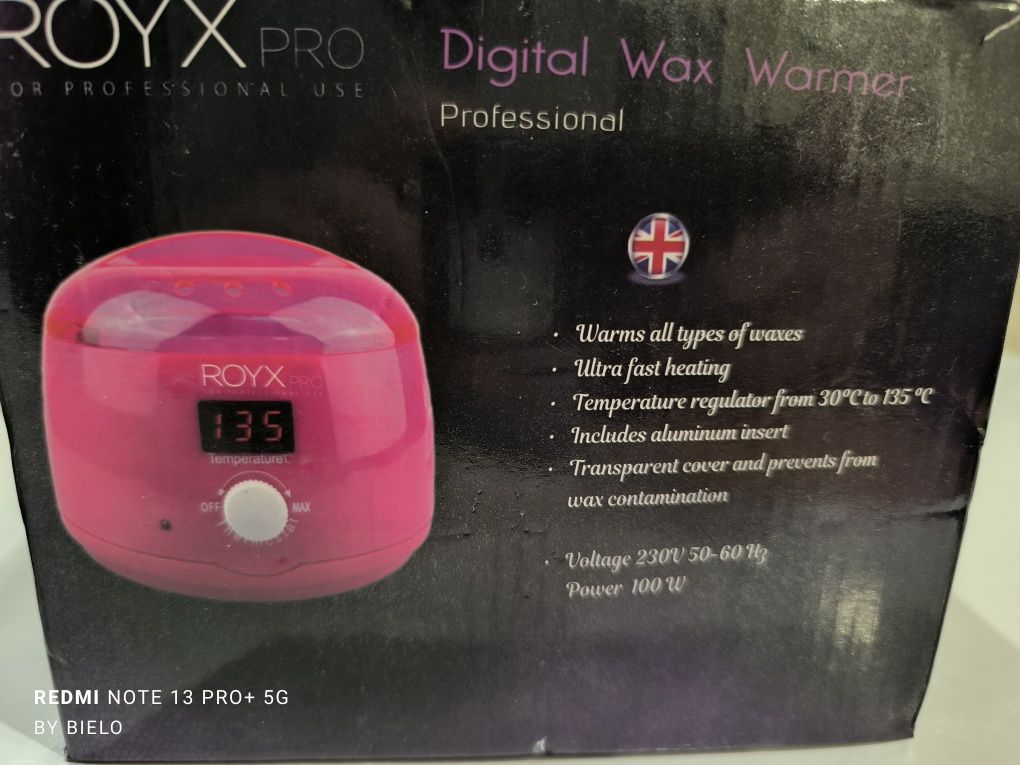 ROYX PRO
OR PROFESSIONAL USE
Digital Wax Warmer
Professional
ROYX PRO
135
Temperature C
OFF
MAX
• Warms all types of waxes
• Ultra fast heating
• Temperature regulator from 30ºC to 135 ºC
• Includes aluminum insert
• Transparent cover and prevents from
wax contamination
• Voltage 230V 50-60 Hz
Power 100 W
REDMI NOTE 13 PRO+ 5G
BY BIELO